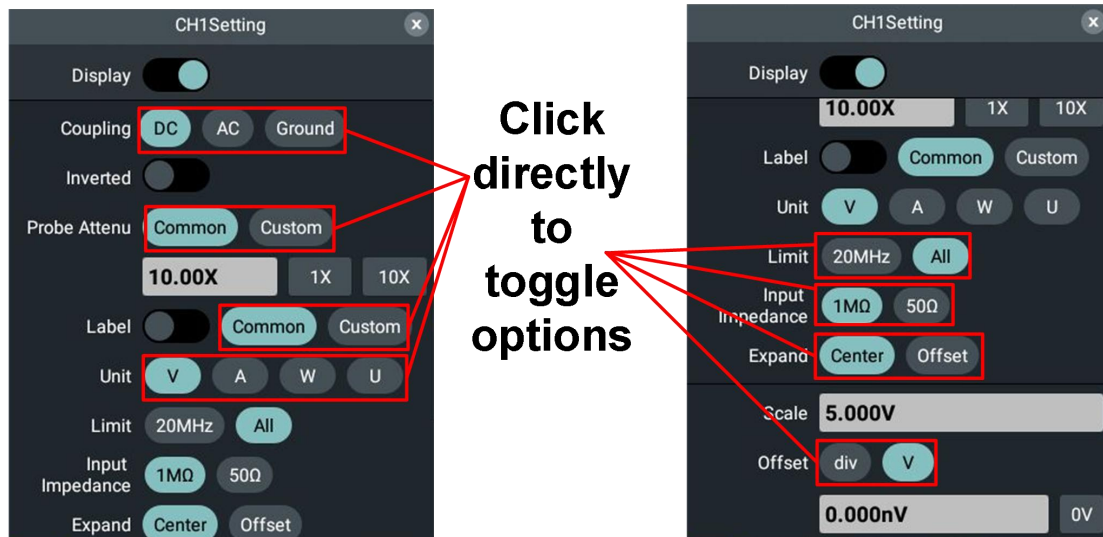 CH1Setting x
Display
Coupling DC AC Ground
Inverted
Probe Attenu Common Custom
10.00X 1X 10X
Label Common Custom
Unit V A W U
Limit 20MHz All
Input
Impedance 1MΩ 50Ω
Expand Center Offset
Click
directly
to
toggle
options
CH1Setting x
Display
10.00X 1X 10X
Label Common Custom
Unit V A W U
Limit 20MHz All
Input
Impedance 1MΩ 50Ω
Expand Center Offset
Scale 5.000V
Offset div V
0.000nV 0V